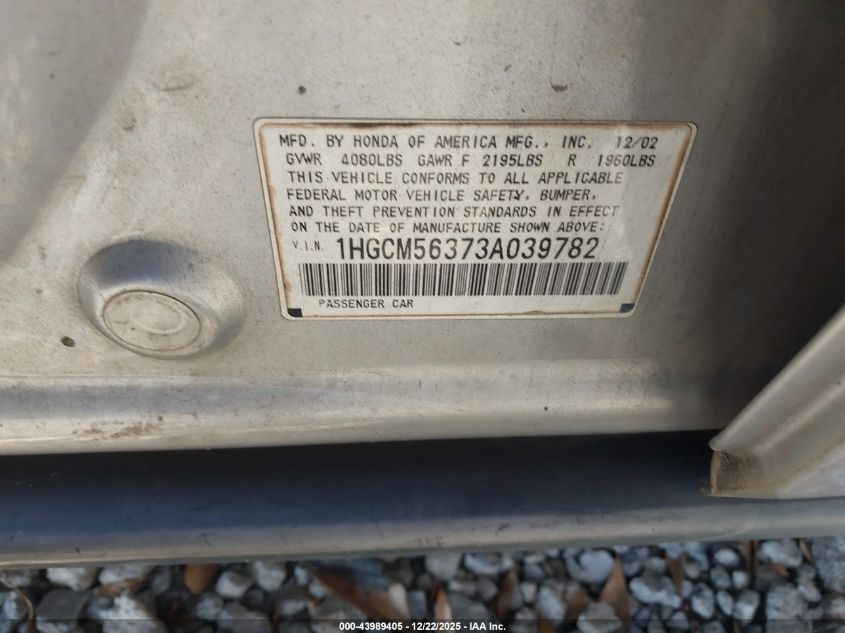 MFD. BY HONDA OF AMERICA MFG., INC. 12/02
GVWR 4080LBS GAWR F 2195LBS R 1960LBS
THIS VEHICLE CONFORMS TO ALL APPLICABLE
FEDERAL MOTOR VEHICLE SAFETY, BUMPER,
AND THEFT PREVENTION STANDARDS IN EFFECT
ON THE DATE OF MANUFACTURE SHOWN ABOVE:
V.I.N. 1HGCM56373A039782
PASSENGER CAR
000-43989405 - 12/22/2025 - IAA Inc.